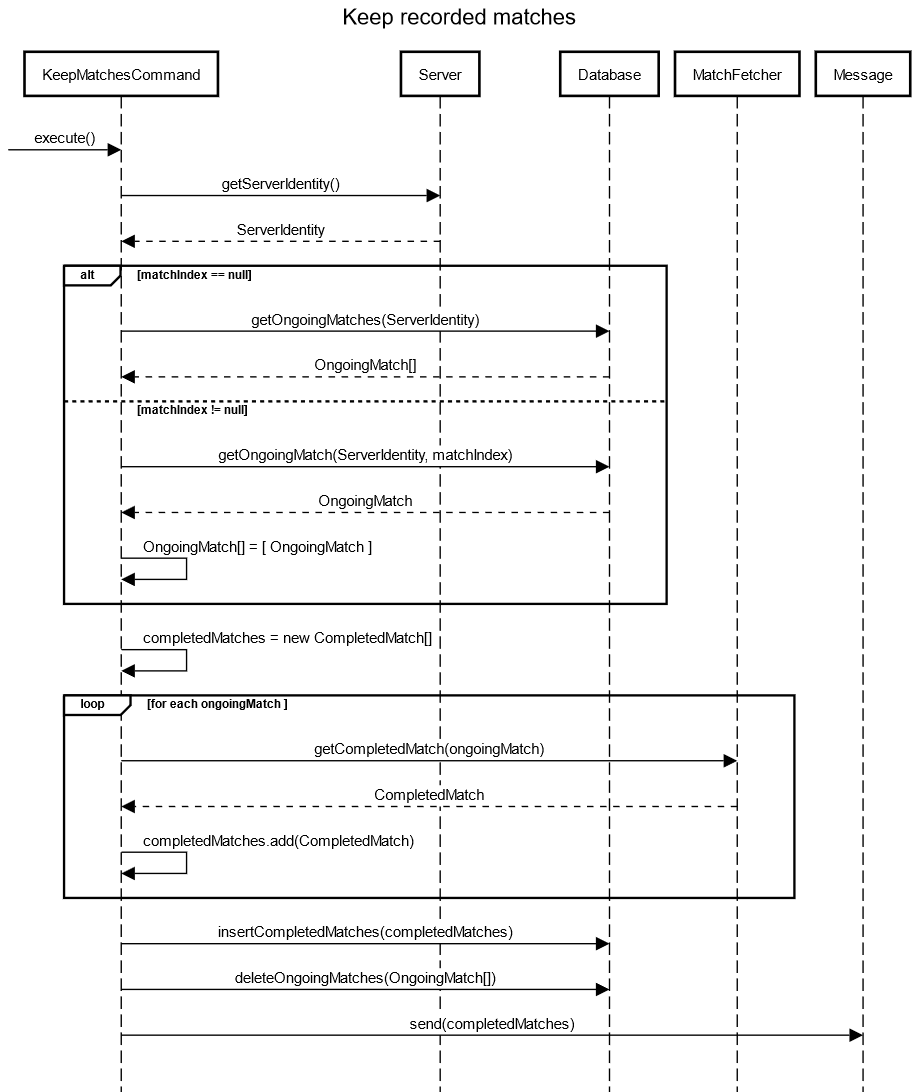 Keep recorded matches
KeepMatchesCommand
Server
Database
MatchFetcher
Message
execute()
getServerIdentity()
ServerIdentity
alt
[matchIndex == null]
getOngoingMatches(ServerIdentity)
OngoingMatch[]
[matchIndex != null]
getOngoingMatch(ServerIdentity, matchIndex)
OngoingMatch
OngoingMatch[] = [ OngoingMatch ]
completedMatches = new CompletedMatch[]
loop
[for each ongoingMatch ]
getCompletedMatch(ongoingMatch)
CompletedMatch
completedMatches.add(CompletedMatch)
insertCompletedMatches(completedMatches)
deleteOngoingMatches(OngoingMatch[])
send(completedMatches)